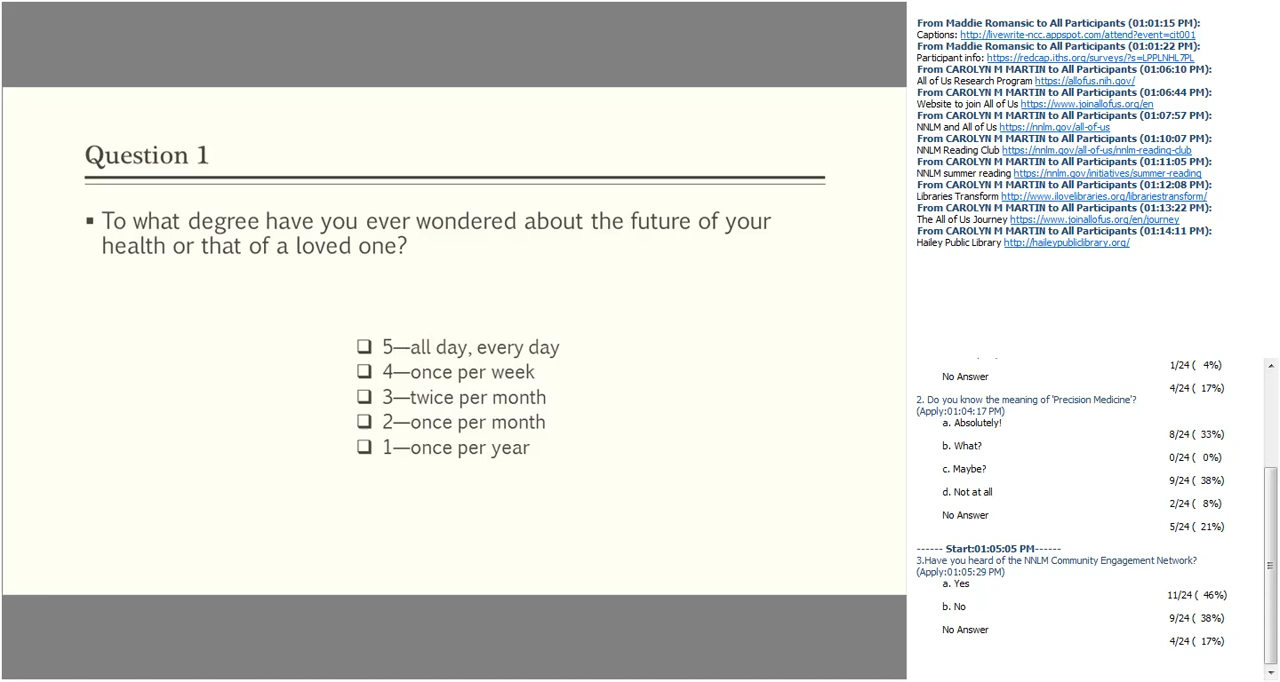 Question 1
▪ To what degree have you ever wondered about the future of your
health or that of a loved one?
❑ 5—all day, every day
❑ 4—once per week
❑ 3—twice per month
❑ 2—once per month
❑ 1—once per year
From Maddie Romansic to All Participants (01:01:15 PM):
Captions: http://livewrite-ncc.appspot.com/attend?event=cit001
From Maddie Romansic to All Participants (01:01:22 PM):
Participant info: https://redcap.iths.org/surveys/?s=LPPLNHL7PL
From CAROLYN M MARTIN to All Participants (01:06:10 PM):
All of Us Research Program https://allofus.nih.gov/
From CAROLYN M MARTIN to All Participants (01:06:44 PM):
Website to join All of Us https://www.joinallofus.org/en
From CAROLYN M MARTIN to All Participants (01:07:57 PM):
NNLM and All of Us https://nnlm.gov/all-of-us
From CAROLYN M MARTIN to All Participants (01:10:07 PM):
NNLM Reading Club https://nnlm.gov/all-of-us/nnlm-reading-club
From CAROLYN M MARTIN to All Participants (01:11:05 PM):
NNLM summer reading https://nnlm.gov/initiatives/summer-reading
From CAROLYN M MARTIN to All Participants (01:12:08 PM):
Libraries Transform http://www.ilovelibraries.org/librariestransform/
From CAROLYN M MARTIN to All Participants (01:13:22 PM):
The All of Us Journey https://www.joinallofus.org/en/journey
From CAROLYN M MARTIN to All Participants (01:14:11 PM):
Hailey Public Library http://haileypubliclibrary.org/
1/24 ( 4%)
No Answer
4/24 ( 17%)
2. Do you know the meaning of 'Precision Medicine'?
(Apply:01:04:17 PM)
a. Absolutely!
8/24 ( 33%)
b. What?
0/24 ( 0%)
c. Maybe?
9/24 ( 38%)
d. Not at all
2/24 ( 8%)
No Answer
5/24 ( 21%)
------ Start:01:05:05 PM------
3.Have you heard of the NNLM Community Engagement Network?
(Apply:01:05:29 PM)
a. Yes
11/24 ( 46%)
b. No
9/24 ( 38%)
No Answer
4/24 ( 17%)